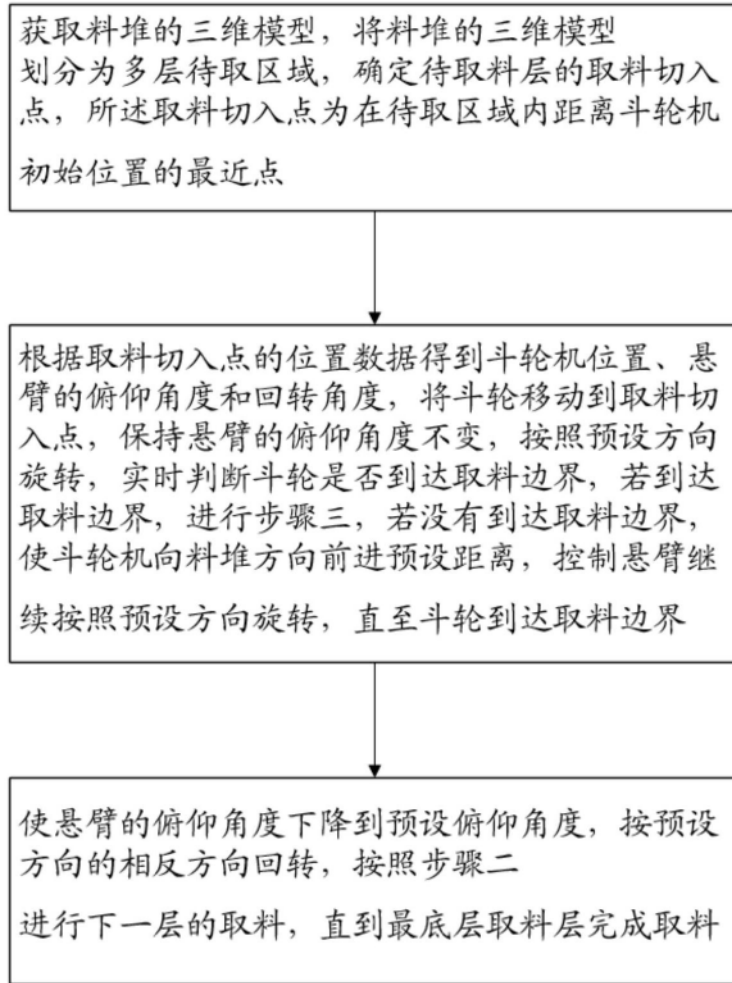 获取料堆的三维模型，将料堆的三维模型
划分为多层待取区域，确定待取料层的取料切入
点，所述取料切入点为在待取区域内距离斗轮机
初始位置的最近点
根据取料切入点的位置数据得到斗轮机位置、悬
臂的俯仰角度和回转角度，将斗轮移动到取料切
入点，保持悬臂的俯仰角度不变，按照预设方向
旋转，实时判断斗轮是否到达取料边界，若到达
取料边界，进行步骤三，若没有到达取料边界，
使斗轮机向料堆方向前进预设距离，控制悬臂继
续按照预设方向旋转，直至斗轮到达取料边界
使悬臂的俯仰角度下降到预设俯仰角度，按预设
方向的相反方向回转，按照步骤二
进行下一层的取料，直到最底层取料层完成取料